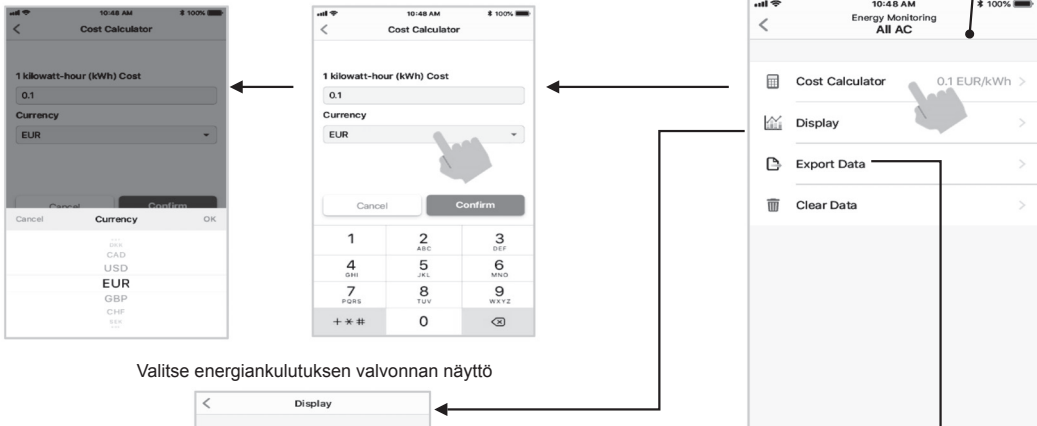 10:48 AM
100%
Cost Calculator
1 kilowatt-hour (kWh) Cost
0.1
Currency
EUR
Cancel
Confirm
Cancel
Currency
OK
DKK
CAD
USD
EUR
GBP
CHF
10:48 AM
100%
Cost Calculator
1 kilowatt-hour (kWh) Cost
0.1
Currency
EUR
Cancel
Confirm
1
2
ABC
3
DEF
4
GHI
5
JKL
6
MNO
7
PQRS
8
TUV
9
WXYZ
+ * #
0
10:48 AM
100%
Energy Monitoring
All AC
Cost Calculator 0.1 EUR/kWh
Display
Export Data
Clear Data
Valitse energiankulutuksen valvonnan näyttö
Display